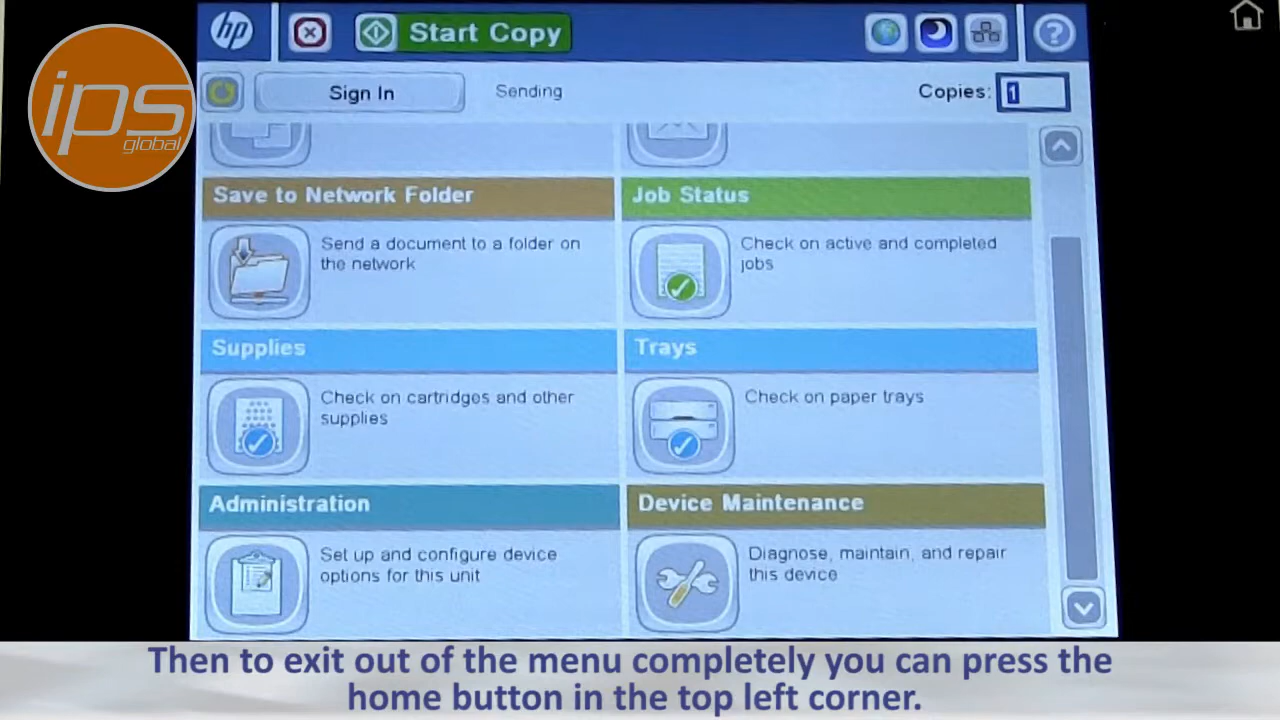 ips
global
hp
Start Copy
?
Sign In
Sending
Copies: 1
Save to Network Folder
Job Status
Send a document to a folder on
the network
Check on active and completed
jobs
Supplies
Trays
Check on cartridges and other
supplies
Check on paper trays
Administration
Device Maintenance
Set up and configure device
options for this unit
Diagnose, maintain, and repair
this device
Then to exit out of the menu completely you can press the
home button in the top left corner.